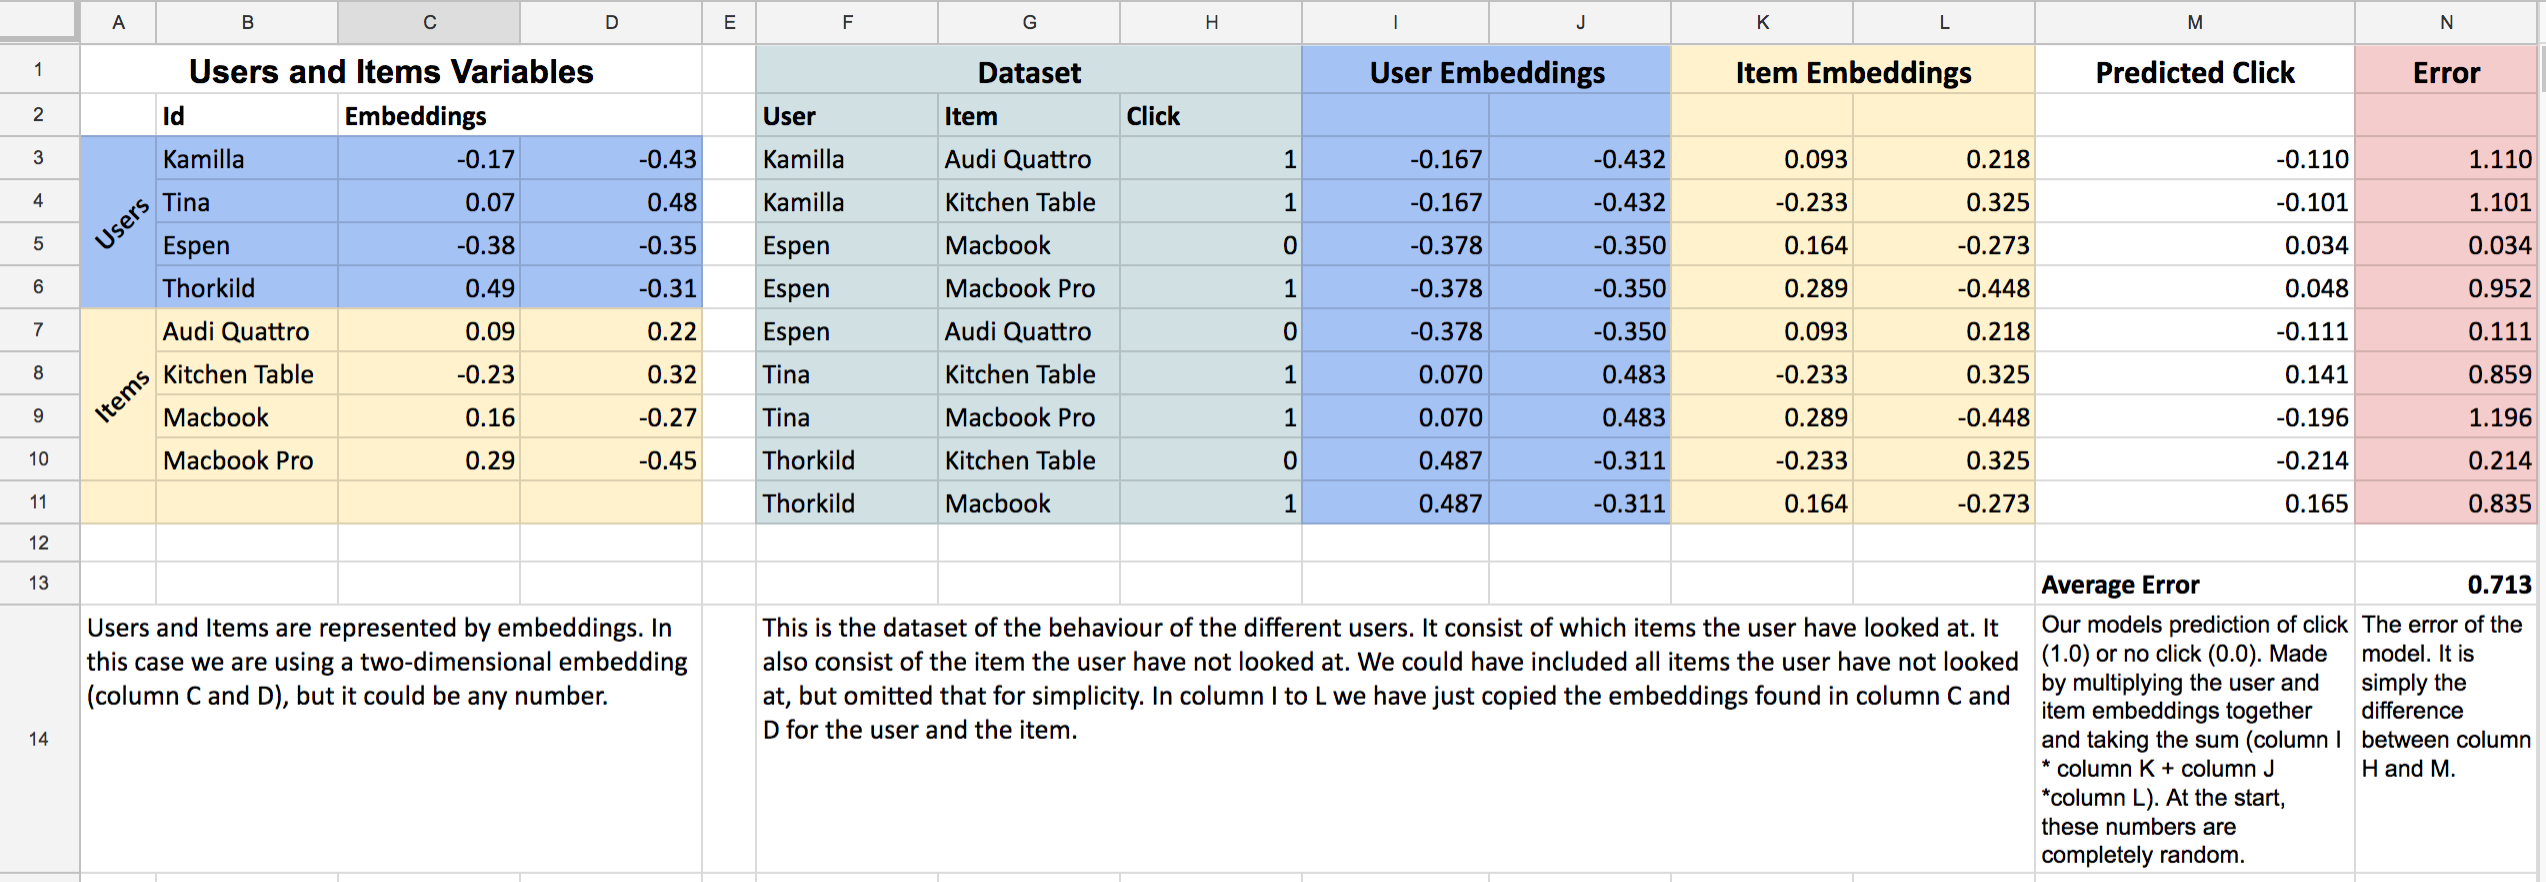 A B C D E F G H I J K L M N
1 Users and Items Variables Dataset User Embeddings Item Embeddings Predicted Click Error
2 Id Embeddings User Item Click
3 Kamilla -0.17 -0.43 Kamilla Audi Quattro 1 -0.167 -0.432 0.093 0.218 -0.110 1.110
4 Tina 0.07 0.48 Kamilla Kitchen Table 1 -0.167 -0.432 -0.233 0.325 -0.101 1.101
Users
5 Espen -0.38 -0.35 Espen Macbook 0 -0.378 -0.350 0.164 -0.273 0.034 0.034
6 Thorkild 0.49 -0.31 Espen Macbook Pro 1 -0.378 -0.350 0.289 -0.448 0.048 0.952
7 Audi Quattro 0.09 0.22 Espen Audi Quattro 0 -0.378 -0.350 0.093 0.218 -0.111 0.111
8 Kitchen Table -0.23 0.32 Tina Kitchen Table 1 0.070 0.483 -0.233 0.325 0.141 0.859
Items
9 Macbook 0.16 -0.27 Tina Macbook Pro 1 0.070 0.483 0.289 -0.448 -0.196 1.196
10 Macbook Pro 0.29 -0.45 Thorkild Kitchen Table 0 0.487 -0.311 -0.233 0.325 -0.214 0.214
11 Thorkild Macbook 1 0.487 -0.311 0.164 -0.273 0.165 0.835
12
13 Average Error 0.713
14
Users and Items are represented by embeddings. In
this case we are using a two-dimensional embedding
(column C and D), but it could be any number.
This is the dataset of the behaviour of the different users. It consist of which items the user have looked at. It
also consist of the item the user have not looked at. We could have included all items the user have not looked
at, but omitted that for simplicity. In column I to L we have just copied the embeddings found in column C and
D for the user and the item.
Our models prediction of click
(1.0) or no click (0.0). Made
by multiplying the user and
item embeddings together
and taking the sum (column I
* column K + column J
*column L). At the start,
these numbers are
completely random.
The error of the
model. It is
simply the
difference
between column
H and M.